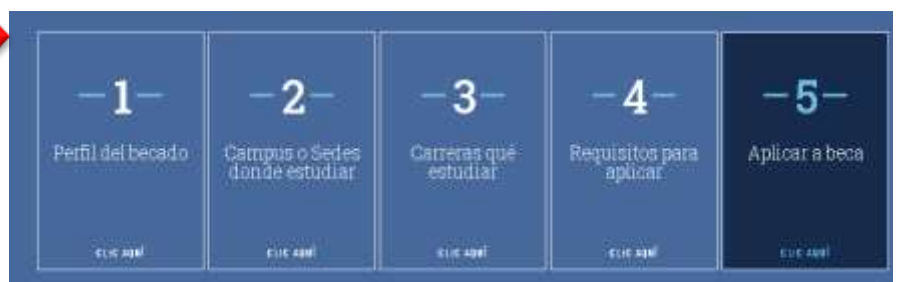 —1—
Perfil del becado
CLIC AQUÍ
—2—
Campus o Sedes
donde estudiar
CLIC AQUÍ
—3—
Carreras qué
estudiar
CLIC AQUÍ
—4—
Requisitos para
aplicar
CLIC AQUÍ
—5—
Aplicar a beca
CLIC AQUÍ